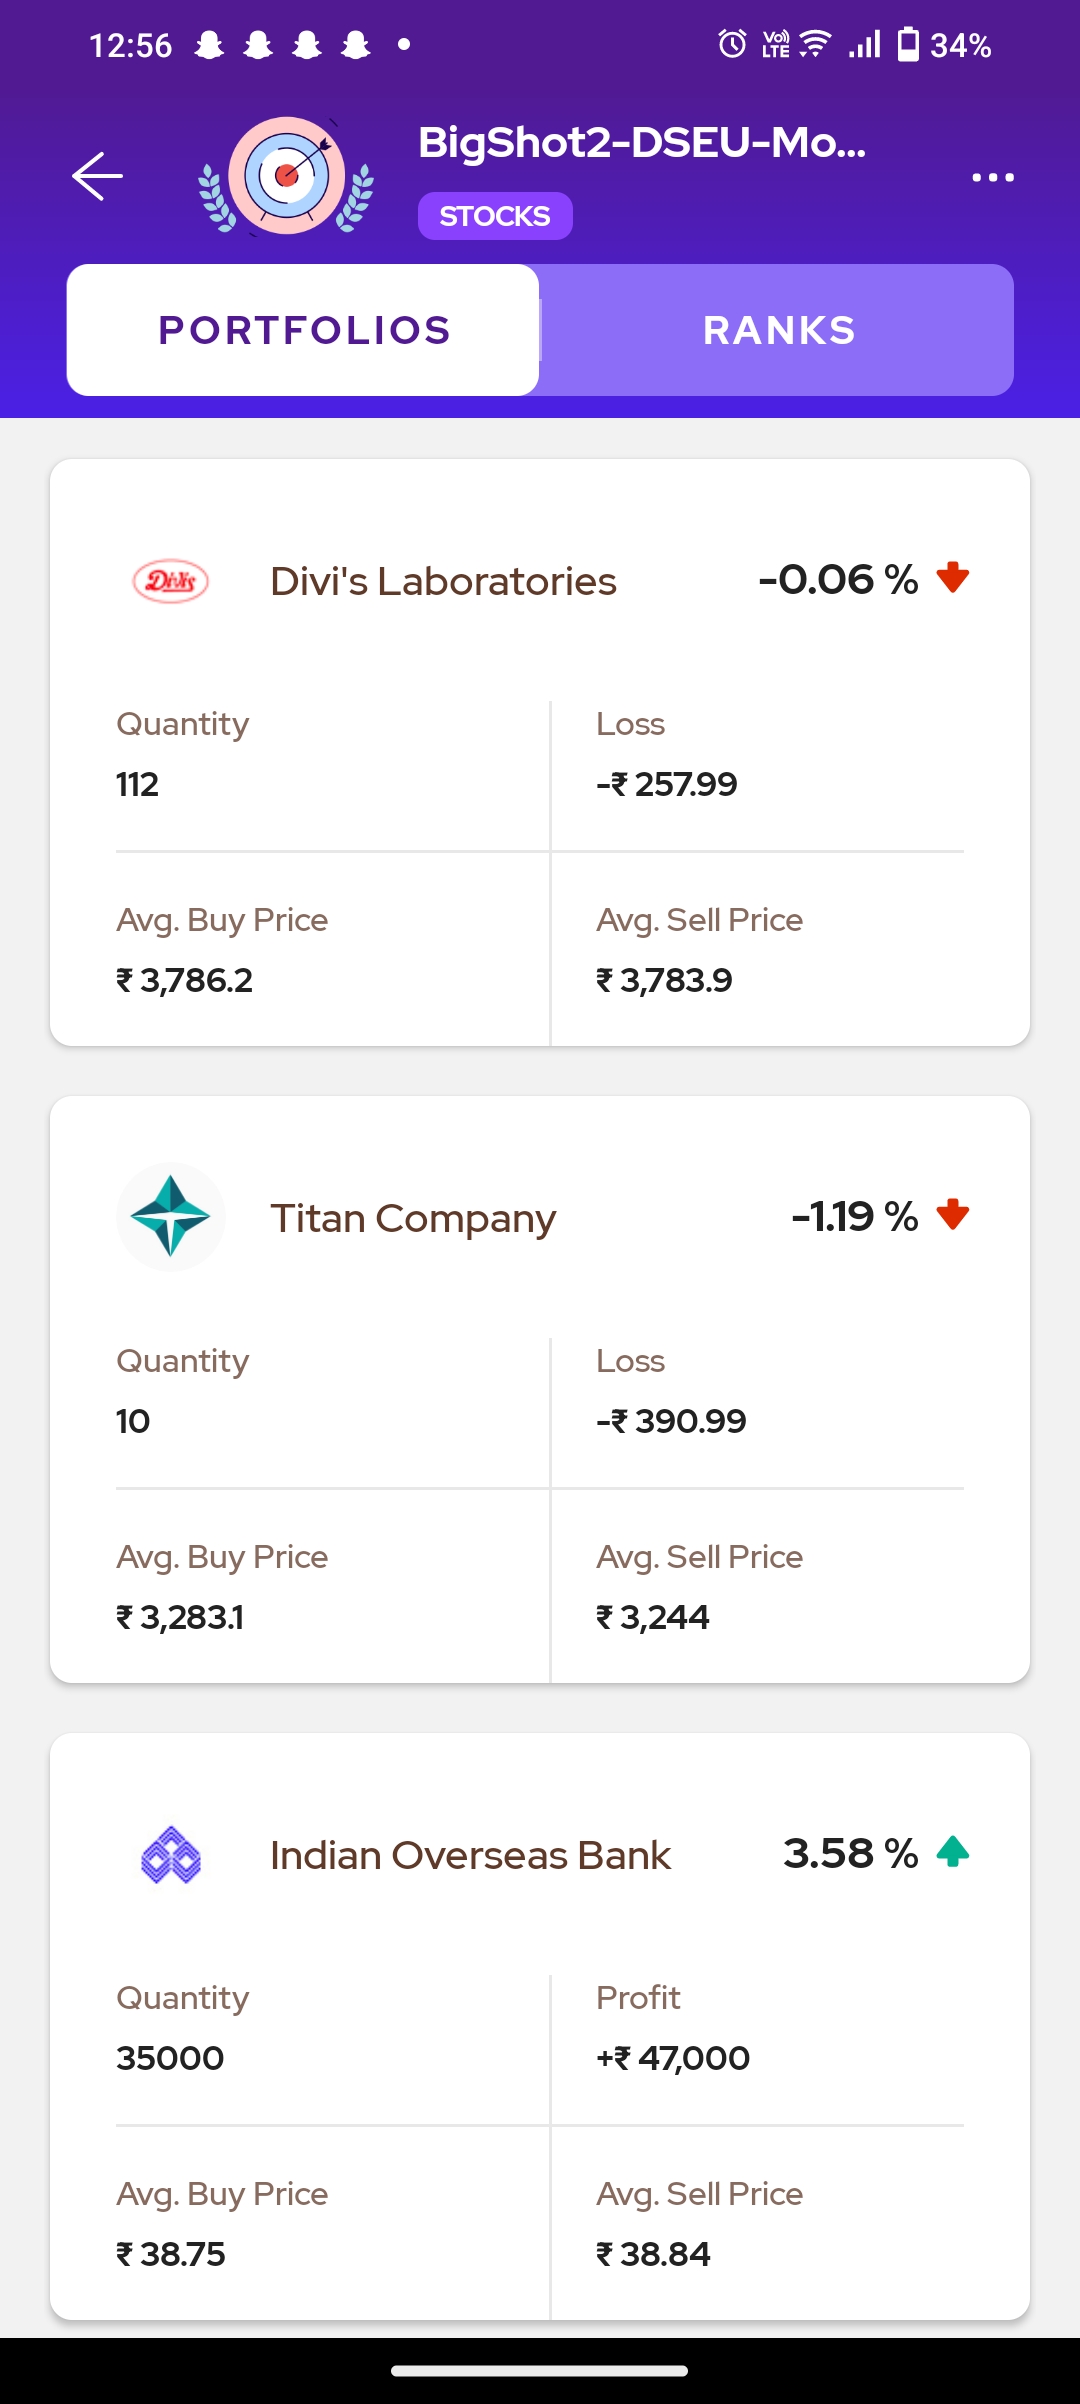 12:56
Vo))
LTE
34%
BigShot2-DSEU-Mo...
STOCKS
PORTFOLIOS
RANKS
Divi's
Divi's Laboratories
-0.06 %
Quantity
Loss
112
-₹ 257.99
Avg. Buy Price
Avg. Sell Price
₹ 3,786.2
₹ 3,783.9
Titan Company
-1.19 %
Quantity
Loss
10
-₹ 390.99
Avg. Buy Price
Avg. Sell Price
₹ 3,283.1
₹ 3,244
Indian Overseas Bank
3.58 %
Quantity
Profit
35000
+₹ 47,000
Avg. Buy Price
Avg. Sell Price
₹ 38.75
₹ 38.84